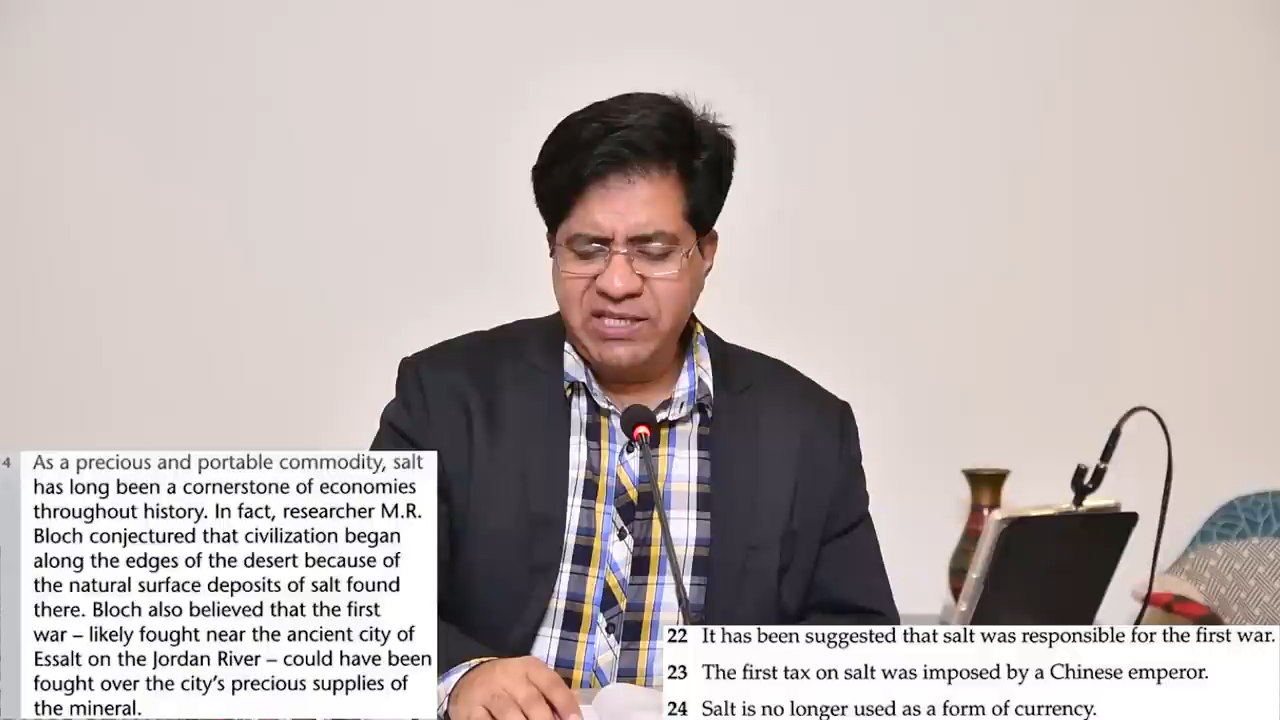 4 As a precious and portable commodity, salt
has long been a cornerstone of economies
throughout history. In fact, researcher M.R.
Bloch conjectured that civilization began
along the edges of the desert because of
the natural surface deposits of salt found
there. Bloch also believed that the first
war – likely fought near the ancient city of
Essalt on the Jordan River – could have been
fought over the city's precious supplies of
the mineral.
22 It has been suggested that salt was responsible for the first war.
23 The first tax on salt was imposed by a Chinese emperor.
24 Salt is no longer used as a form of currency.